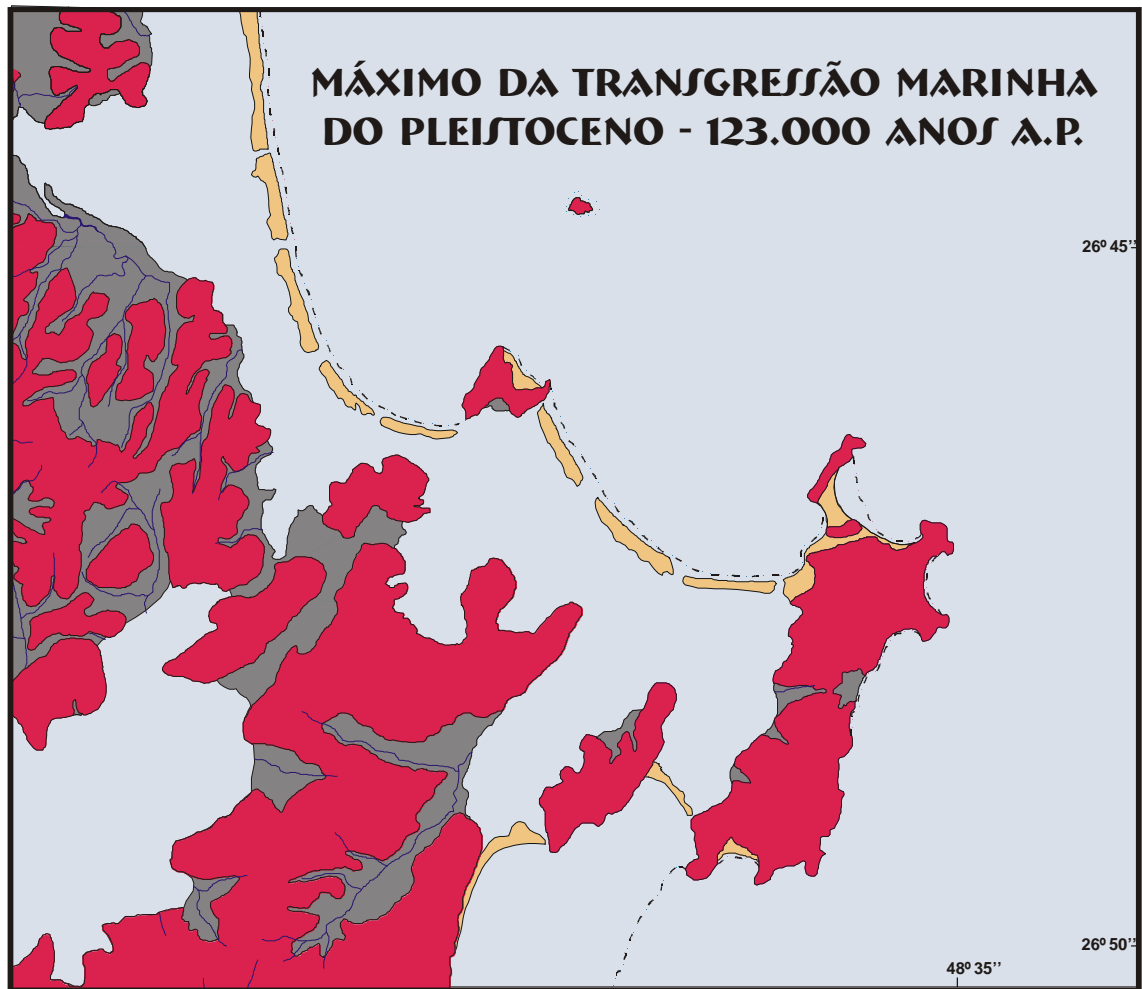 MÁXIMO DA TRANSGRESSÃO MARINHA
DO PLEISTOCENO - 123.000 ANOS A.P.
26º 45''
26º 50''
48º 35''